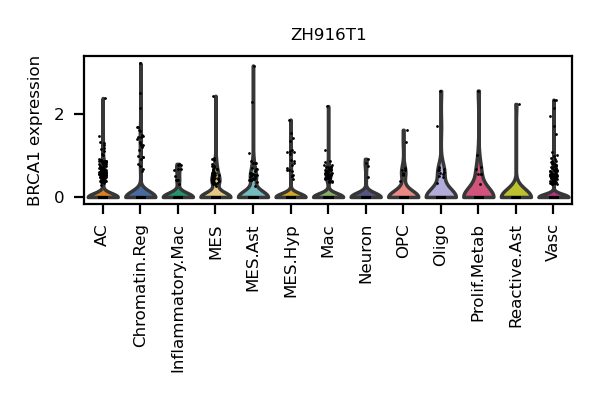 ZH916T1
BRCA1 expression
2
0
AC
Chromatin.Reg
Inflammatory.Mac
MES
MES.Ast
MES.Hyp
Mac
Neuron
OPC
Oligo
Prolif.Metab
Reactive.Ast
Vasc